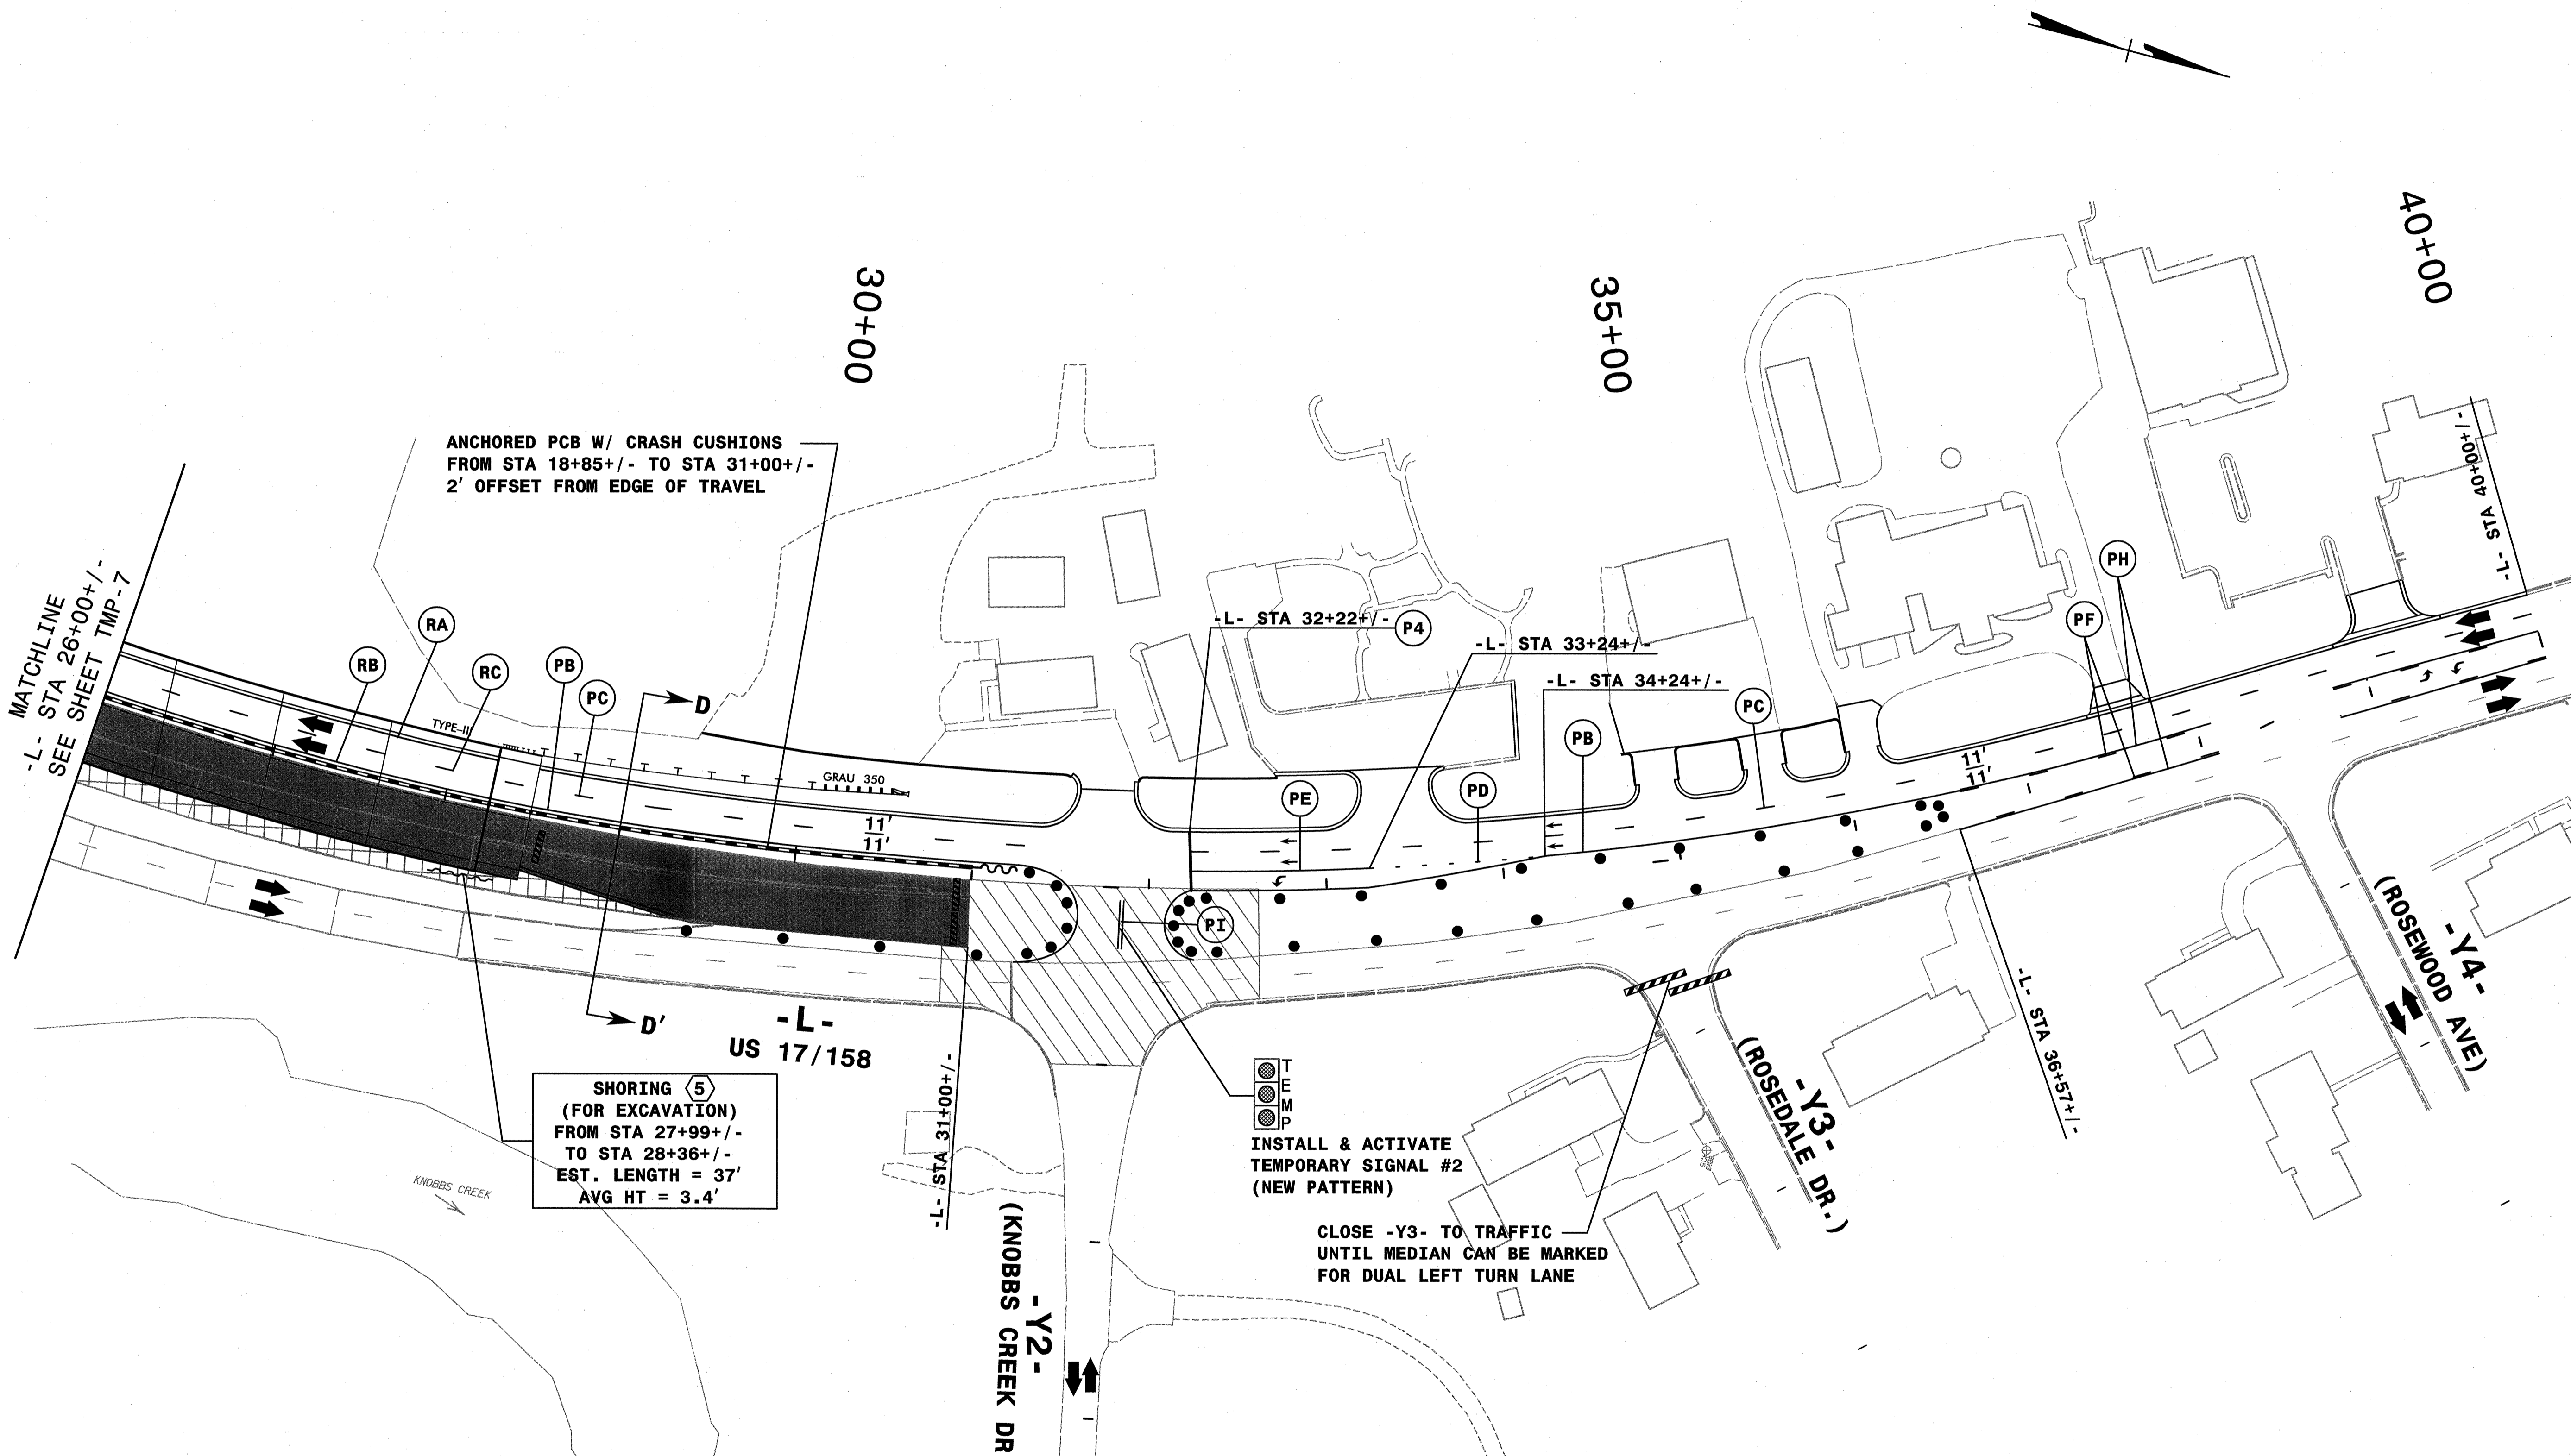 40+00
30+00
35+00
ANCHORED PCB W/ CRASH CUSHIONS
FROM STA 18+85+/- TO STA 31+00+/-
2' OFFSET FROM EDGE OF TRAVEL
-L- STA 40+00+/-
MATCHLINE
-L- STA 26+00+/-
SEE SHEET TMP-7
RA
RB
RC
PB
PC
D
TYPE-III
GRAU 350
11'
11'
-L- STA 32+22+/-
P4
-L- STA 33+24+/-
-L- STA 34+24+/-
PE
PD
PB
PC
PF
PH
11'
11'
PI
D'
-L-
US 17/158
SHORING 5
(FOR EXCAVATION)
FROM STA 27+99+/-
TO STA 28+36+/-
EST. LENGTH = 37'
AVG HT = 3.4'
KNOBBS CREEK
-L- STA 31+00+/-
TEMP
INSTALL & ACTIVATE
TEMPORARY SIGNAL #2
(NEW PATTERN)
CLOSE -Y3- TO TRAFFIC
UNTIL MEDIAN CAN BE MARKED
FOR DUAL LEFT TURN LANE
-Y2-
(KNOBBS CREEK DR
-Y3-
(ROSEDALE DR.)
-L- STA 36+57+/-
-Y4-
(ROSEWOOD AVE)